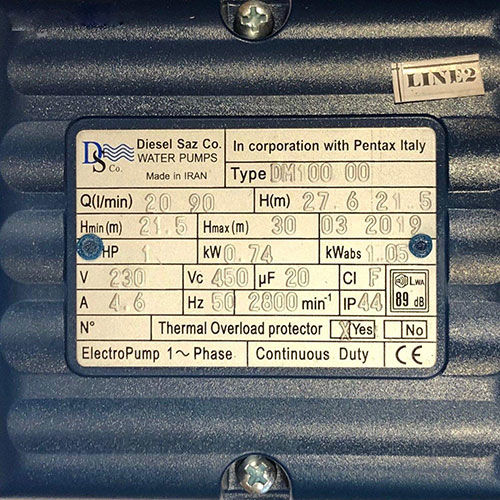 LINE2
DS Co.
Diesel Saz Co.
WATER PUMPS
Made in IRAN
In corporation with Pentax Italy
Type DM100 00
Q(l/min) 20 90 H(m) 27.6 21.5
Hmin(m) 21.5 Hmax(m) 30 03 2019
HP 1 kW 0.74 kWabs 1.05
V 230 Vc 450 µF 20 Cl F
A 4.6 Hz 50 2800 min⁻¹ IP 44
LWA
89 dB
N° Thermal Overload protector X Yes No
ElectroPump 1~ Phase Continuous Duty CE